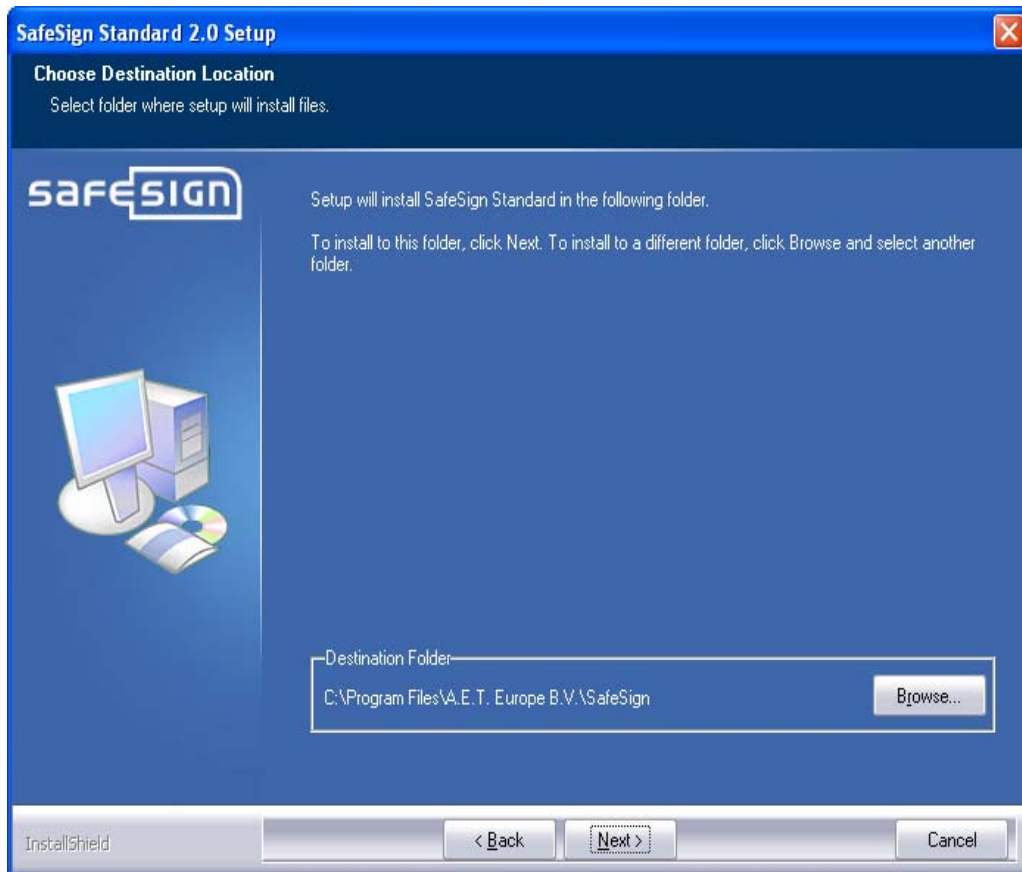 SafeSign Standard 2.0 Setup
Choose Destination Location
Select folder where setup will install files.
safesign
Setup will install SafeSign Standard in the following folder.
To install to this folder, click Next. To install to a different folder, click Browse and select another
folder.
Destination Folder
C:\Program Files\A.E.T. Europe B.V.\SafeSign
Browse...
InstallShield
< Back
Next >
Cancel